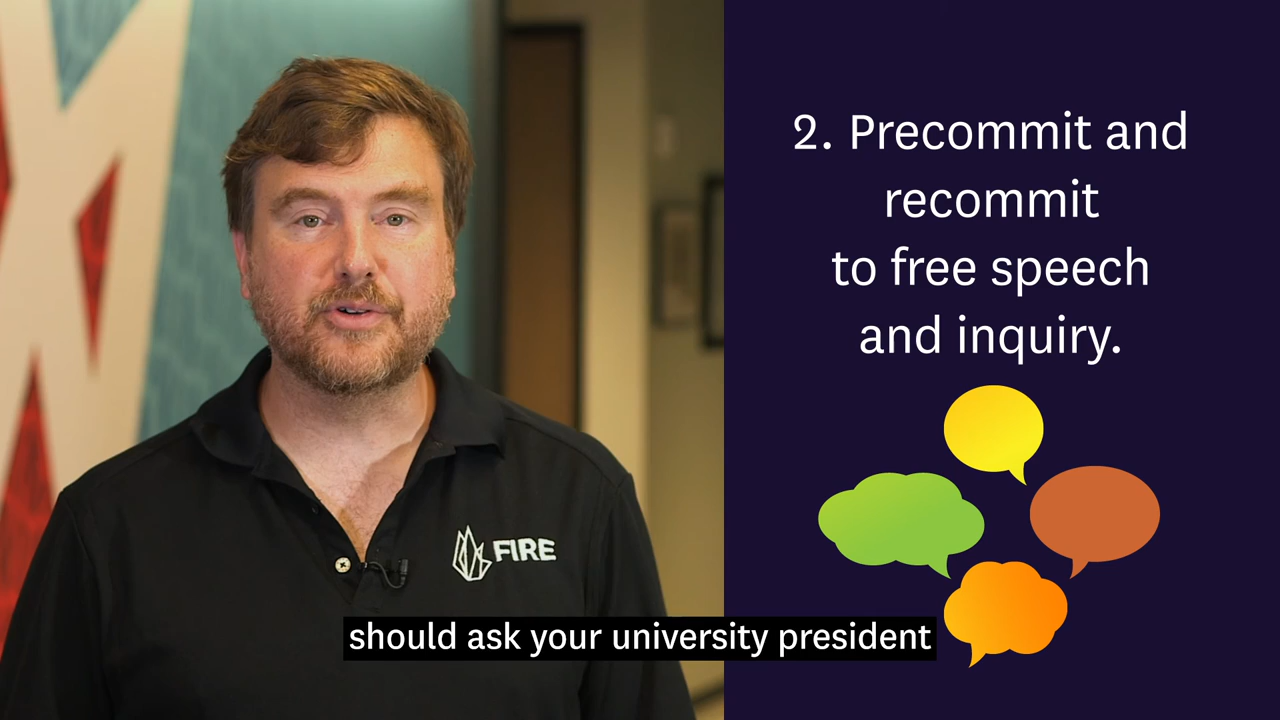 2. Precommit and
recommit
to free speech
and inquiry.
FIRE
should ask your university president